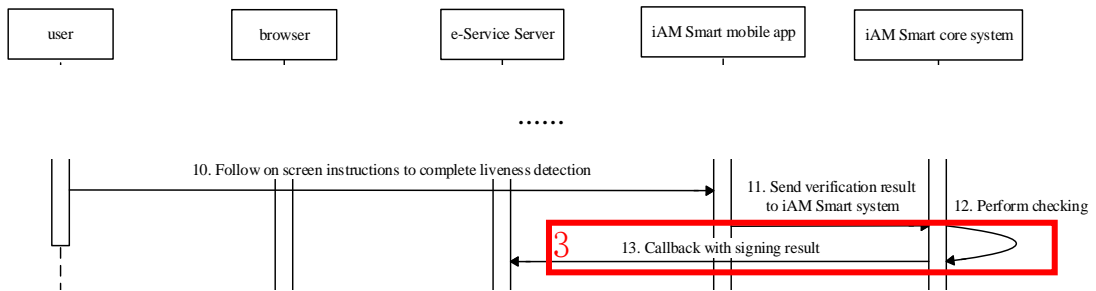 user
browser
e-Service Server
iAM Smart mobile app
iAM Smart core system
......
10. Follow on screen instructions to complete liveness detection
11. Send verification result
to iAM Smart system
12. Perform checking
3
13. Callback with signing result